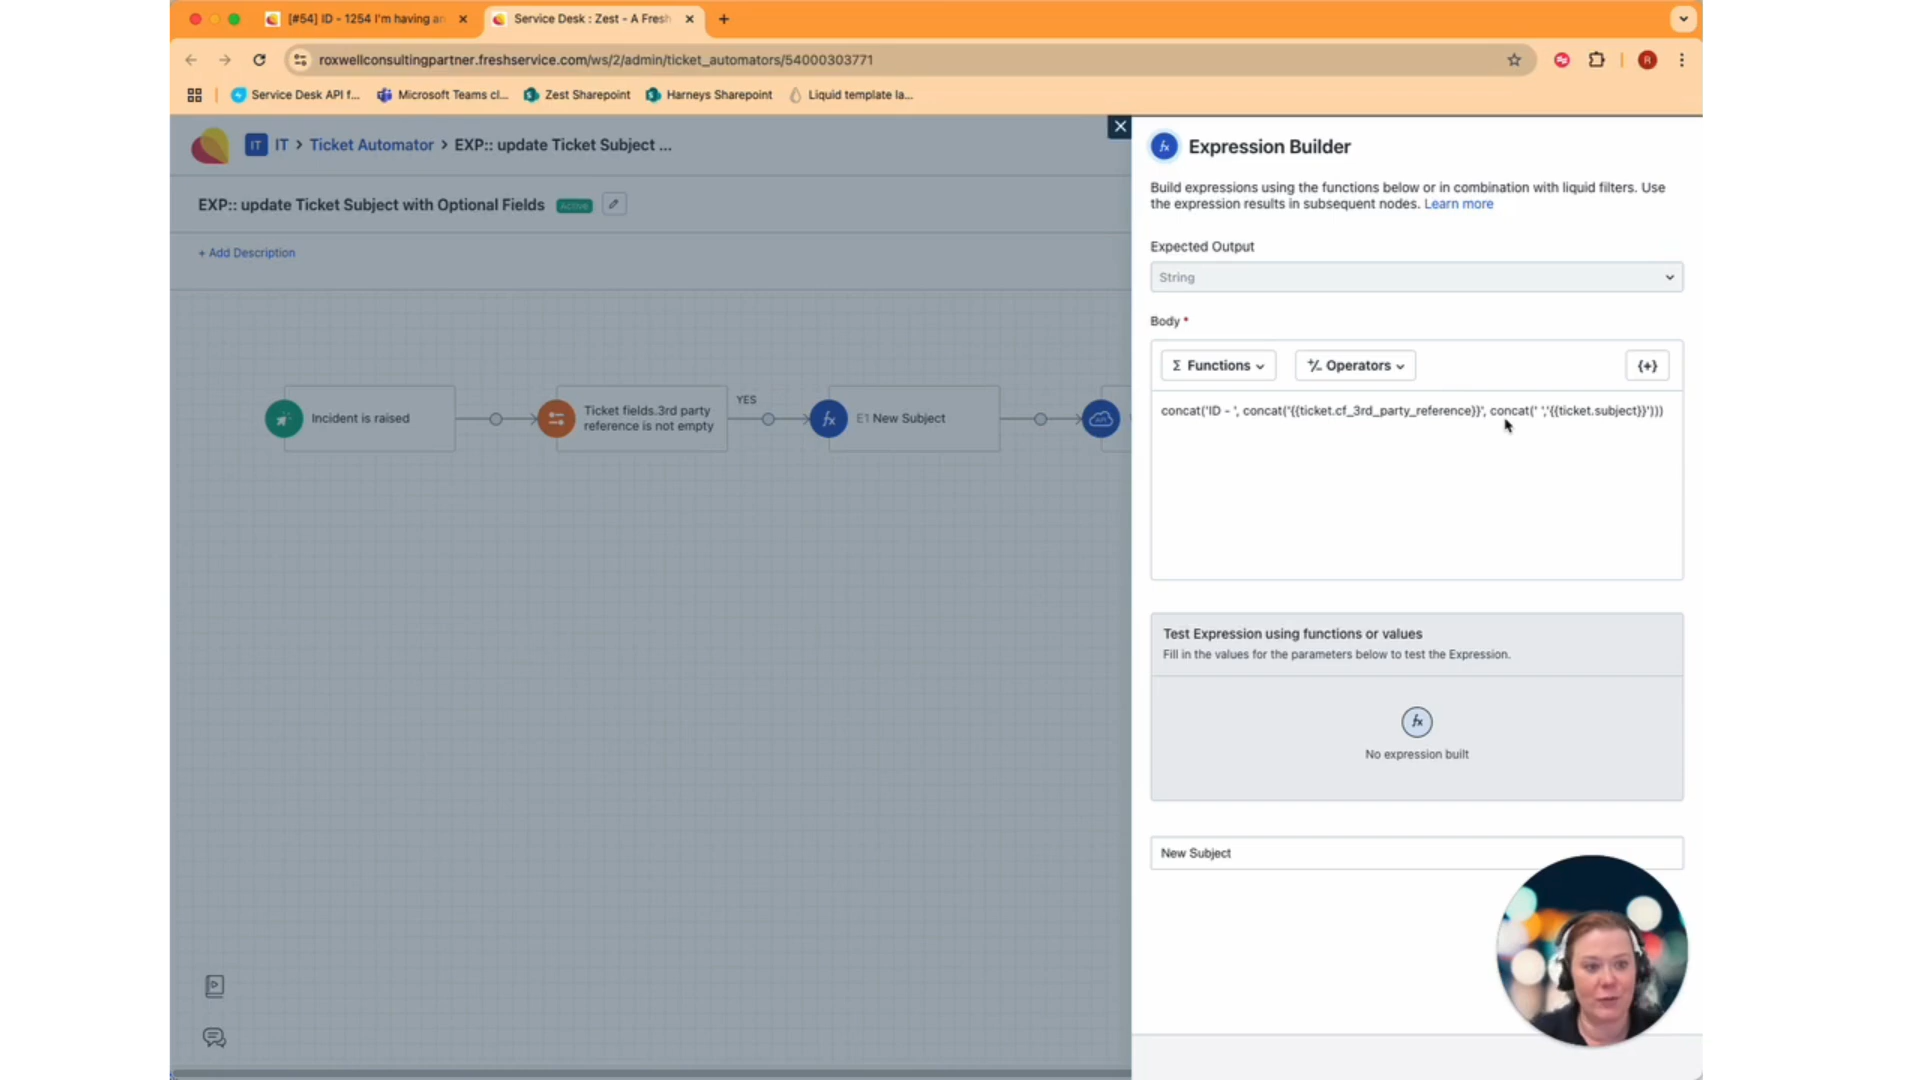 [#54] ID - 1254 I'm having an
Service Desk : Zest - A Fresh
roxwellconsultingpartner.freshservice.com/ws/2/admin/ticket_automators/54000303771
R
Service Desk API f...
Microsoft Teams cl...
Zest Sharepoint
Harneys Sharepoint
Liquid template la...
IT IT > Ticket Automator > EXP:: update Ticket Subject ...
EXP:: update Ticket Subject with Optional Fields Active
+ Add Description
Incident is raised
Ticket fields.3rd party
reference is not empty
YES
fx
E1 New Subject
API
fx Expression Builder
Build expressions using the functions below or in combination with liquid filters. Use
the expression results in subsequent nodes. Learn more
Expected Output
String
Body *
Σ Functions
+⁄- Operators
{+}
concat('ID - ', concat('{{ticket.cf_3rd_party_reference}}', concat(' ','{{ticket.subject}}')))
Test Expression using functions or values
Fill in the values for the parameters below to test the Expression.
fx
No expression built
New Subject